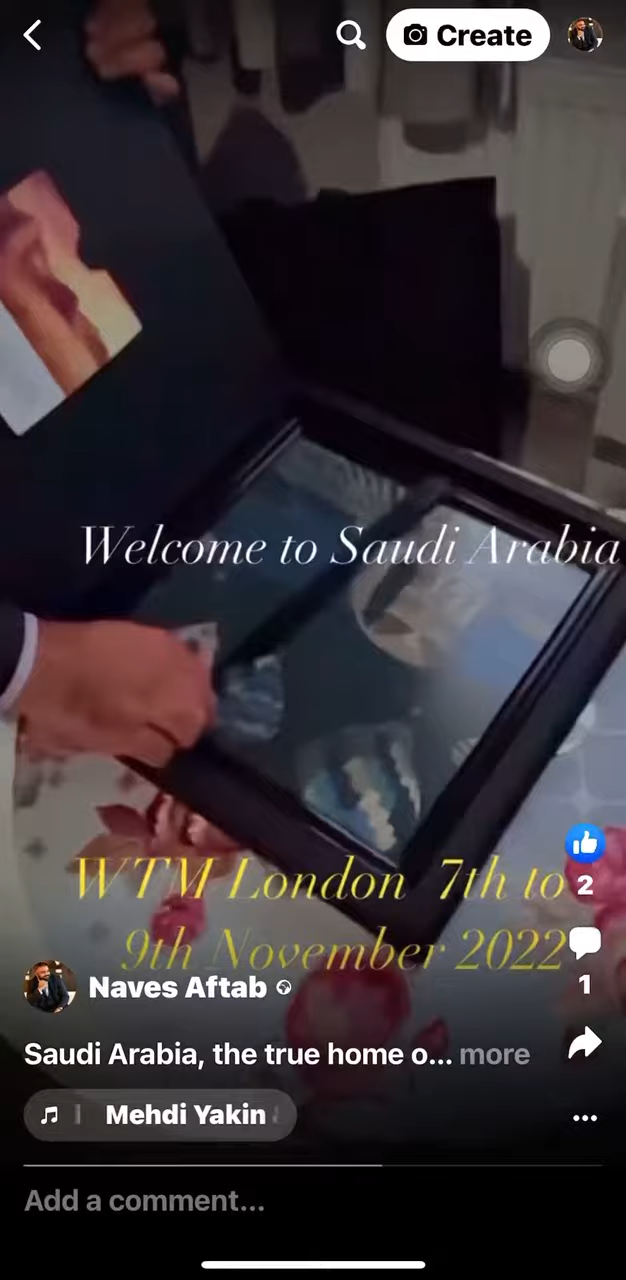 Create
Welcome to Saudi Arabia
WTM London 7th to
9th November 2022
2
Naves Aftab
1
Saudi Arabia, the true home o... more
Mehdi Yakin
Add a comment...